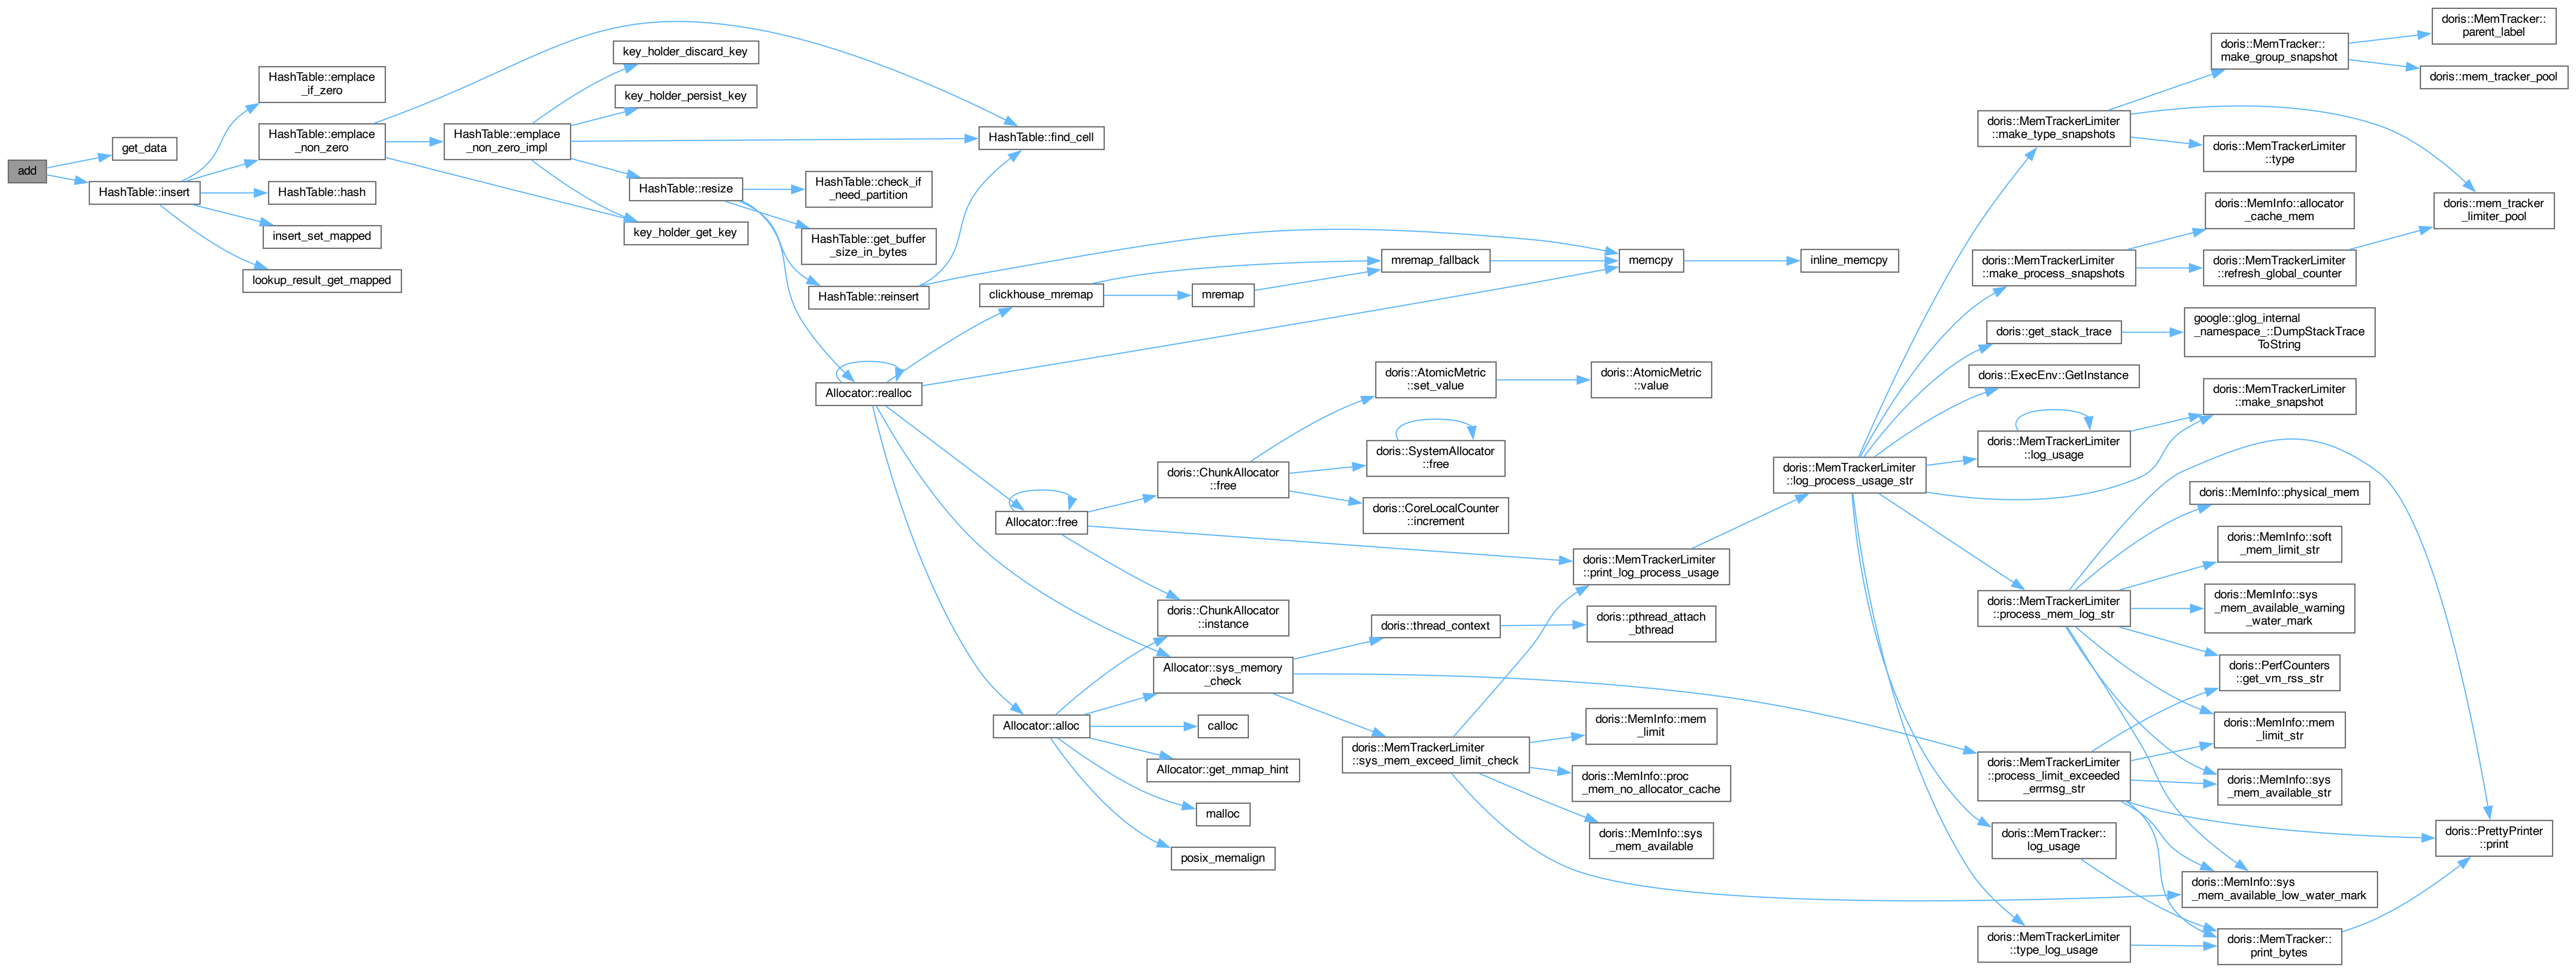 add
get_data
HashTable::insert
HashTable::emplace
_if_zero
HashTable::emplace
_non_zero
HashTable::hash
insert_set_mapped
lookup_result_get_mapped
HashTable::emplace
_non_zero_impl
key_holder_discard_key
key_holder_persist_key
HashTable::resize
key_holder_get_key
HashTable::check_if
_need_partition
HashTable::get_buffer
_size_in_bytes
HashTable::reinsert
Allocator::realloc
HashTable::find_cell
clickhouse_mremap
Allocator::free
Allocator::alloc
mremap
doris::ChunkAllocator
::free
doris::ChunkAllocator
::instance
Allocator::sys_memory
_check
calloc
Allocator::get_mmap_hint
malloc
posix_memalign
mremap_fallback
doris::AtomicMetric
::set_value
doris::SystemAllocator
::free
doris::CoreLocalCounter
::increment
doris::thread_context
doris::MemTrackerLimiter
::sys_mem_exceed_limit_check
memcpy
doris::AtomicMetric
::value
doris::MemTrackerLimiter
::print_log_process_usage
doris::pthread_attach
_bthread
doris::MemInfo::mem
_limit
doris::MemInfo::proc
_mem_no_allocator_cache
doris::MemInfo::sys
_mem_available
inline_memcpy
doris::MemTrackerLimiter
::log_process_usage_str
doris::MemTrackerLimiter
::make_type_snapshots
doris::MemTrackerLimiter
::make_process_snapshots
doris::get_stack_trace
doris::ExecEnv::GetInstance
doris::MemTrackerLimiter
::log_usage
doris::MemTrackerLimiter
::process_mem_log_str
doris::MemTrackerLimiter
::process_limit_exceeded
_errmsg_str
doris::MemTracker::
log_usage
doris::MemTrackerLimiter
::type_log_usage
doris::MemTracker::
make_group_snapshot
doris::MemTrackerLimiter
::type
doris::MemInfo::allocator
_cache_mem
doris::MemTrackerLimiter
::refresh_global_counter
google::glog_internal
_namespace_::DumpStackTrace
ToString
doris::MemTrackerLimiter
::make_snapshot
doris::MemInfo::physical_mem
doris::MemInfo::soft
_mem_limit_str
doris::MemInfo::sys
_mem_available_warning
_water_mark
doris::PerfCounters
::get_vm_rss_str
doris::MemInfo::mem
_limit_str
doris::MemInfo::sys
_mem_available_str
doris::MemInfo::sys
_mem_available_low_water_mark
doris::MemTracker::
print_bytes
doris::MemTracker::
parent_label
doris::mem_tracker_pool
doris::mem_tracker
_limiter_pool
doris::PrettyPrinter
::print